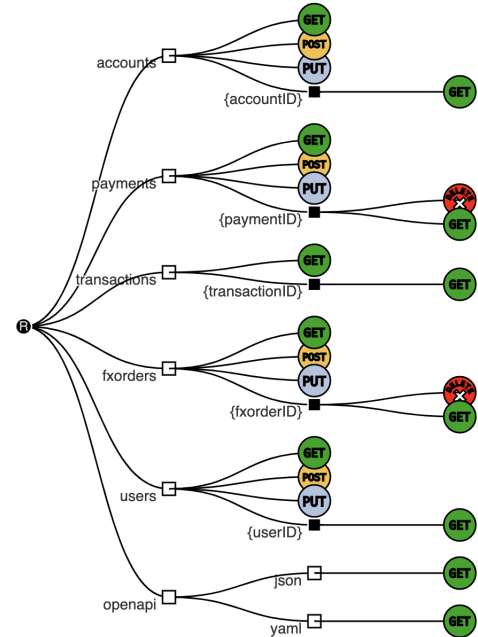 GET
POST
accounts
PUT
{accountID}
GET
GET
POST
payments
PUT
DELETE
{paymentID}
GET
GET
transactions
{transactionID}
GET
R
GET
POST
fxorders
PUT
DELETE
{fxorderID}
GET
GET
POST
users
PUT
{userID}
GET
json
GET
openapi
yaml
GET